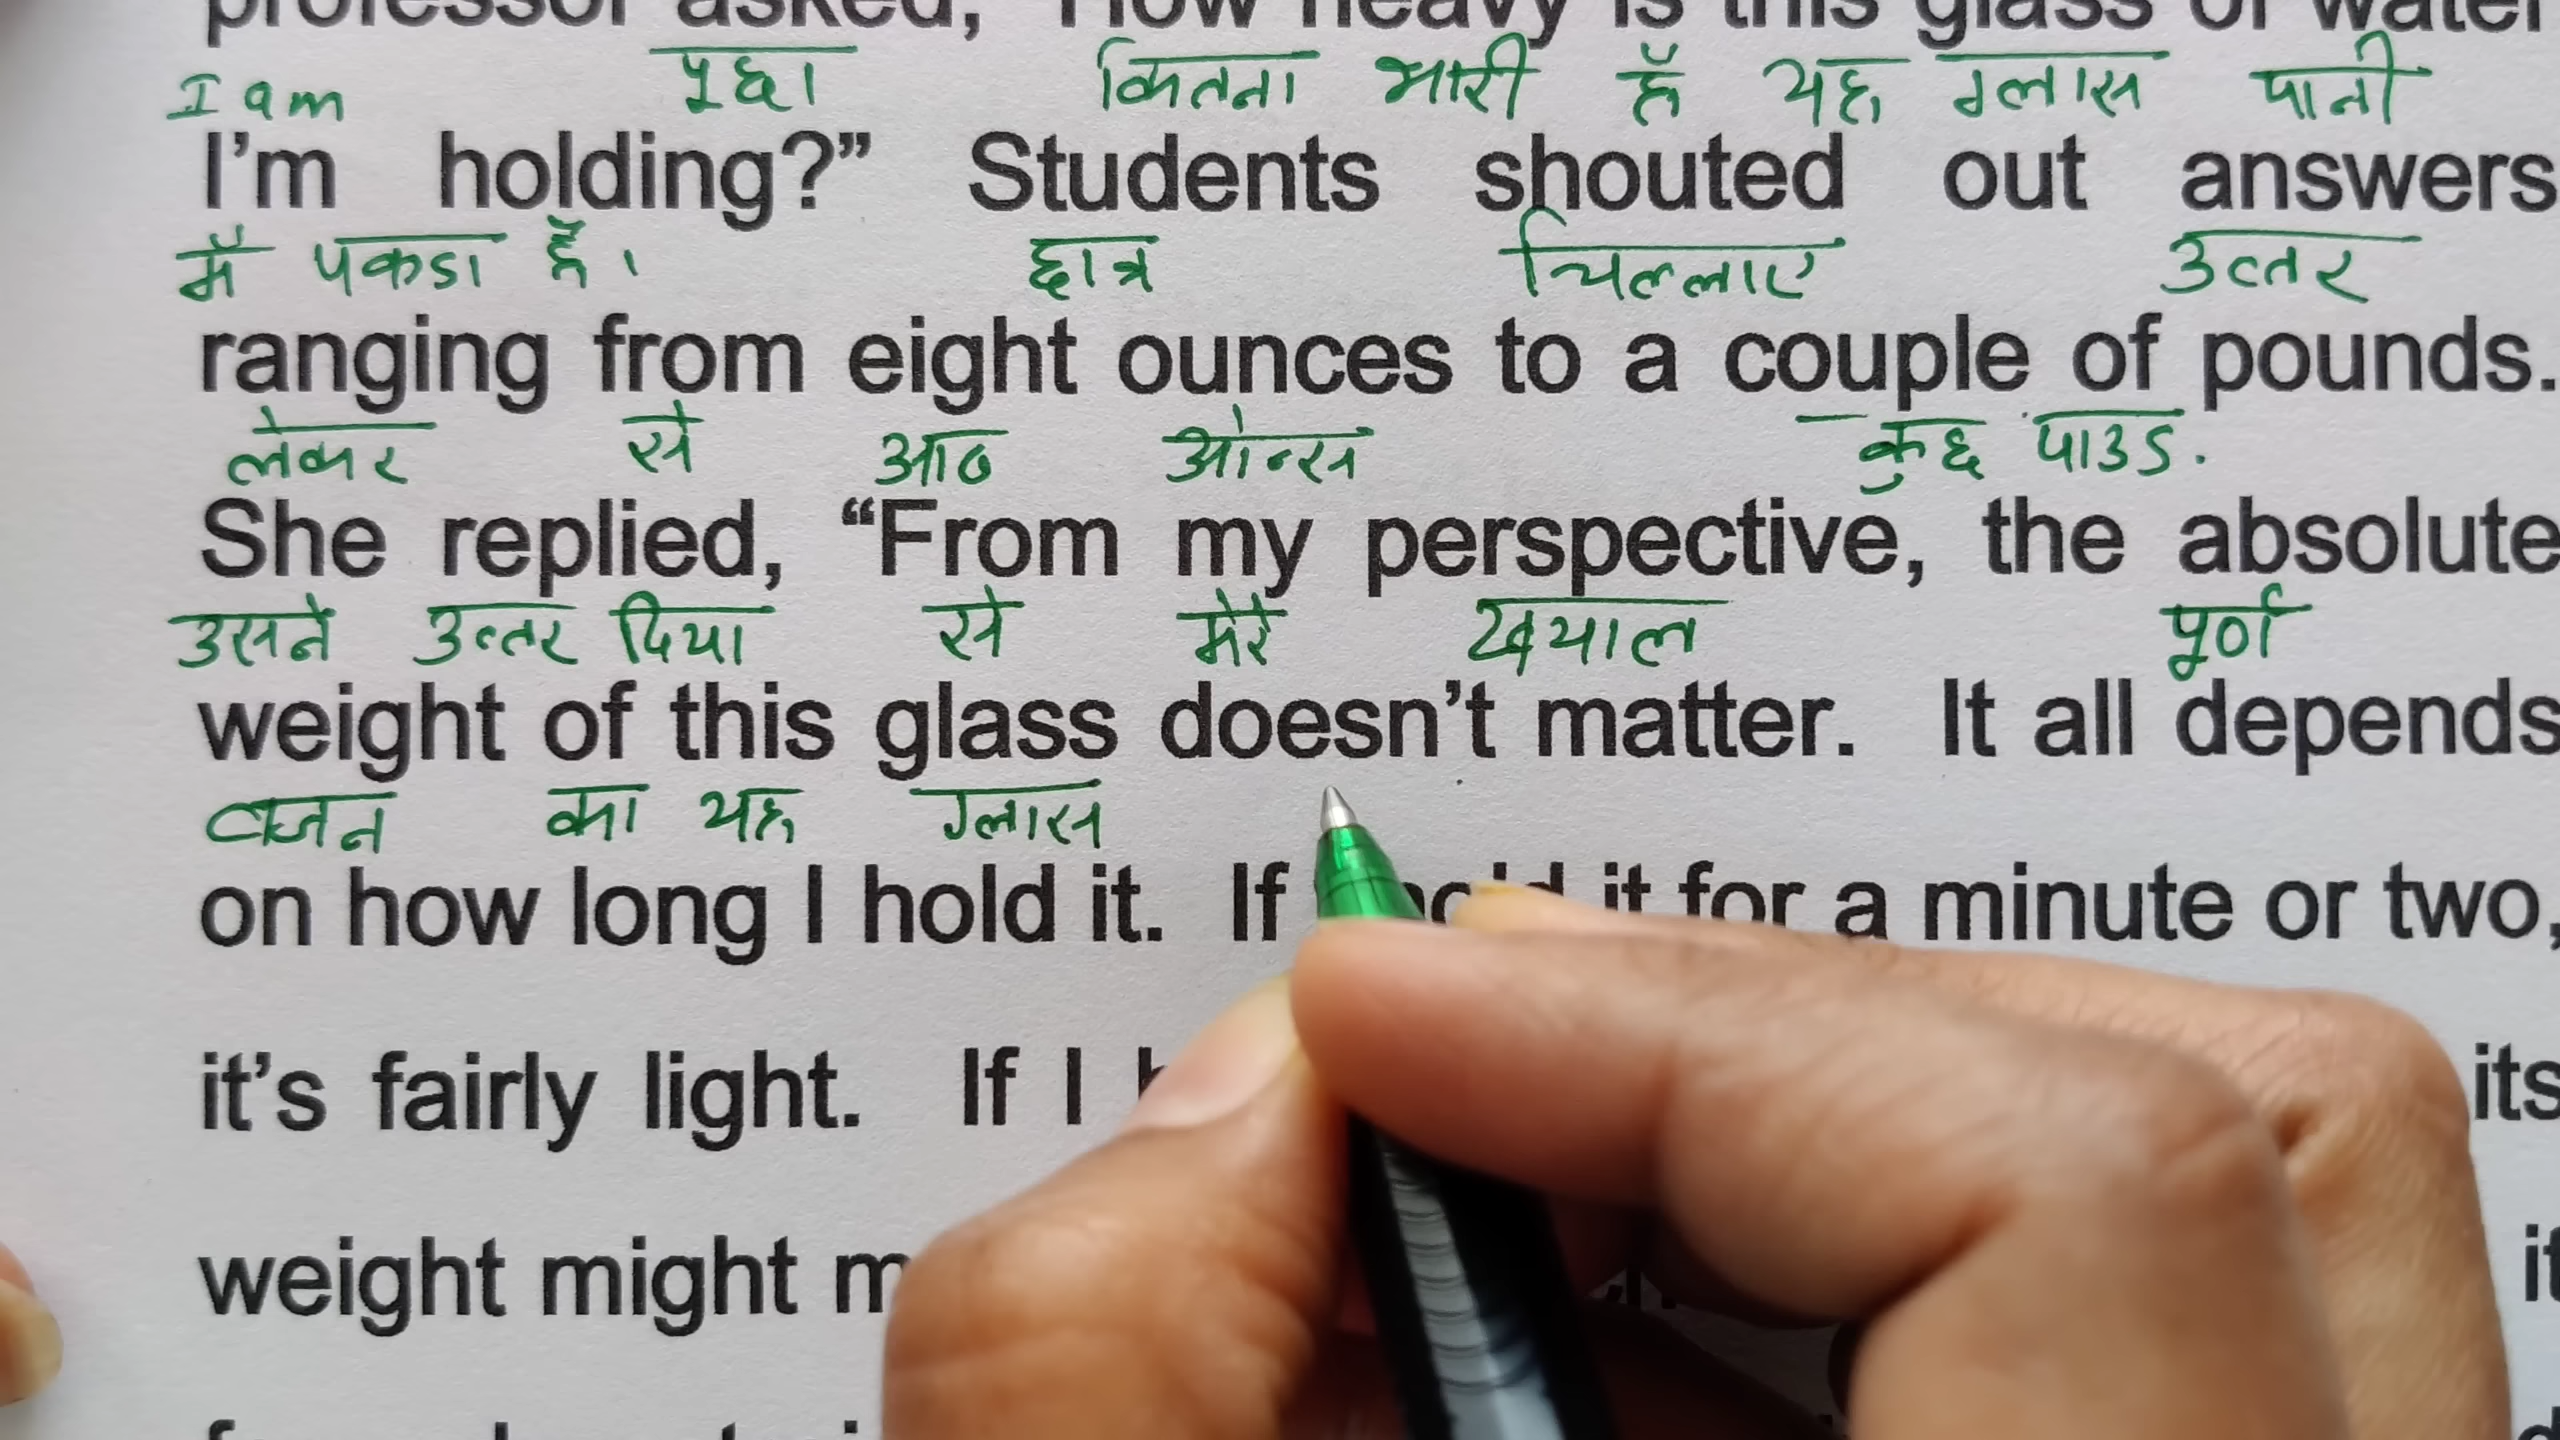 professor asked, "How heavy is this glass of water
I am पूछा कितना भारी हैं यह ग्लास पानी
I'm holding?" Students shouted out answers
मैं पकडा हैं। छात्र चिल्लाए उत्तर
ranging from eight ounces to a couple of pounds.
लेकर से आठ ओन्स कुछ पाउड.
She replied, "From my perspective, the absolute
उसने उत्तर दिया से मेरे खयाल पूर्ण
weight of this glass doesn't matter. It all depends
वजन का यह ग्लास
on how long I hold it. If it for a minute or two,
it's fairly light. If I its
weight might it